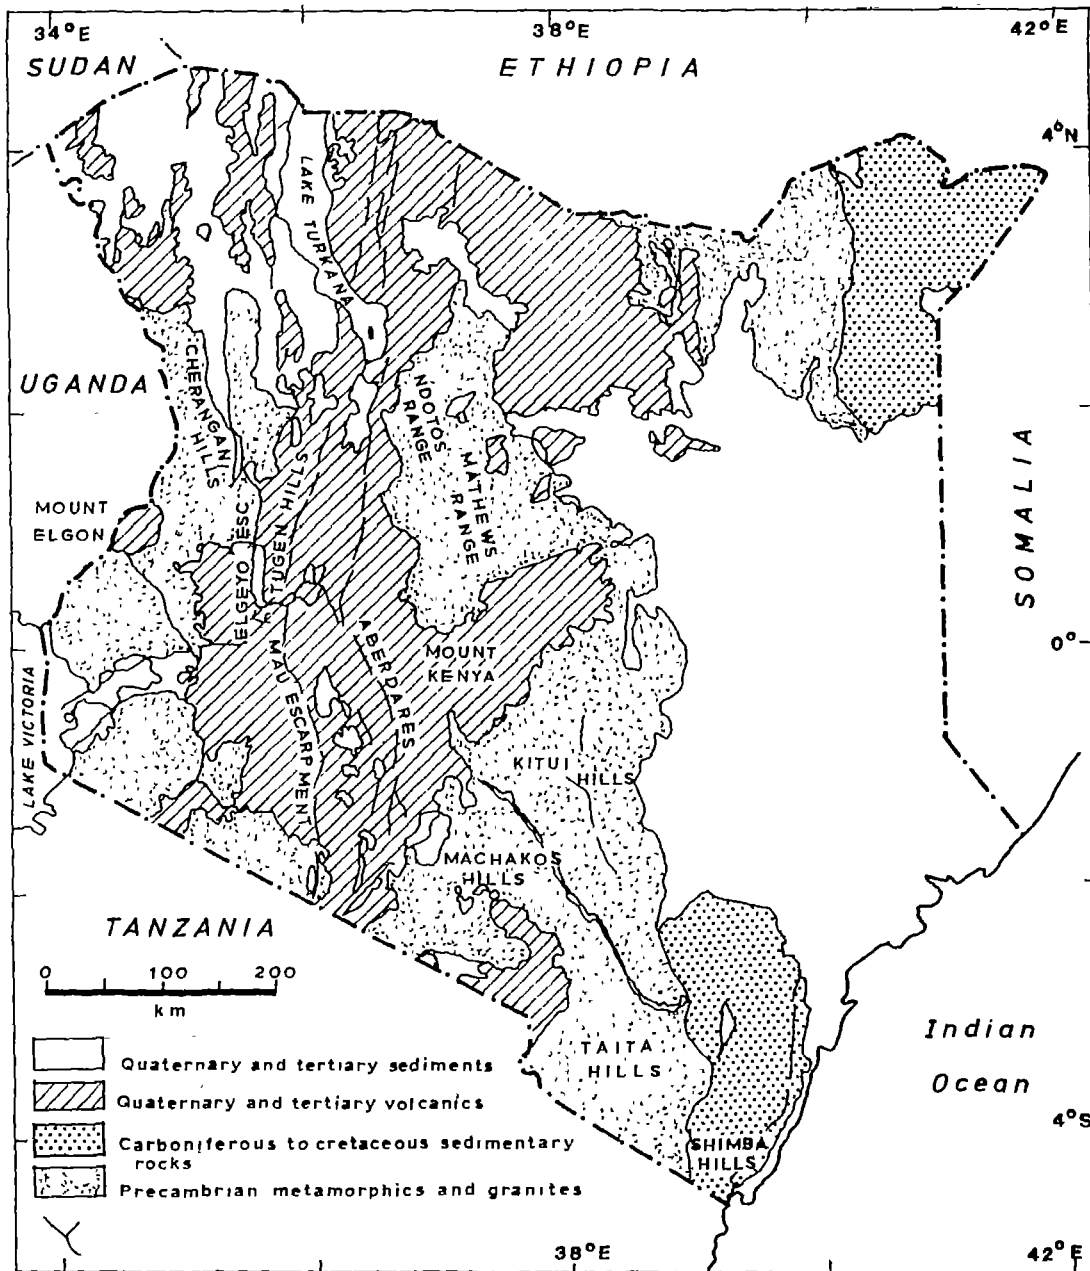 34°E
38°E
42°E
SUDAN
ETHIOPIA
4°N
LAKE TURKANA
UGANDA
CHERANGANI
HILLS
NDOTOS
RANGE
MATHEWS
RANGE
SOMALIA
MOUNT
ELGON
ELGEYO ESC
TUGEN HILLS
0°
LAKE VICTORIA
MAU ESCARPMENT
ABERDARES
MOUNT
KENYA
KITUI HILLS
MACHAKOS
HILLS
TANZANIA
0 100 200
km
TAITA
HILLS
Indian
Ocean
4°S
SHIMBA
HILLS
Quaternary and tertiary sediments
Quaternary and tertiary volcanics
Carboniferous to cretaceous sedimentary
rocks
Precambrian metamorphics and granites
38°E
42°E